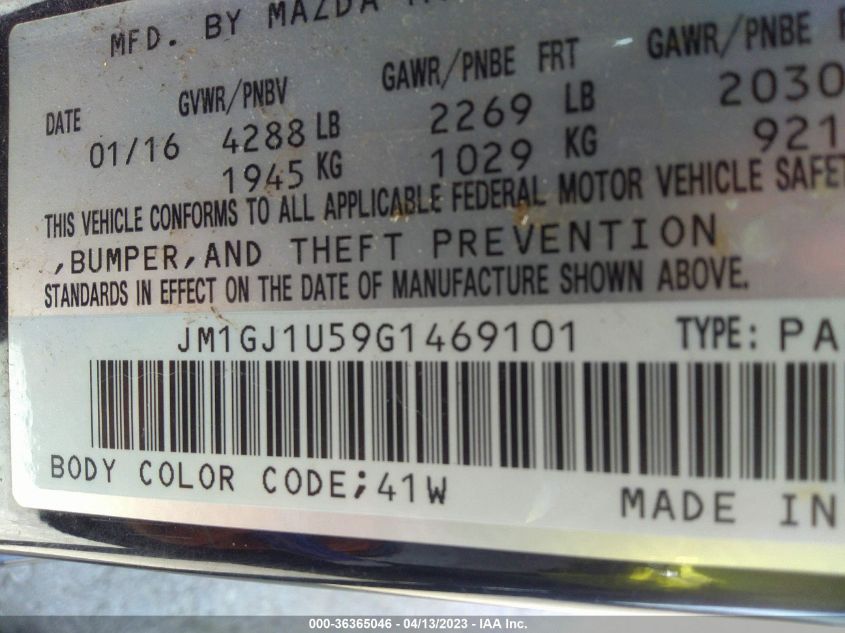 MFD. BY MAZDA
DATE GVWR/PNBV GAWR/PNBE FRT GAWR/PNBE
01/16 4288 LB 2269 LB 2030
1945 KG 1029 KG 921
THIS VEHICLE CONFORMS TO ALL APPLICABLE FEDERAL MOTOR VEHICLE SAFET
,BUMPER,AND THEFT PREVENTION
STANDARDS IN EFFECT ON THE DATE OF MANUFACTURE SHOWN ABOVE.
JM1GJ1U59G1469101 TYPE: PA
BODY COLOR CODE;41W
MADE IN
000-36365046 - 04/13/2023 - IAA Inc.